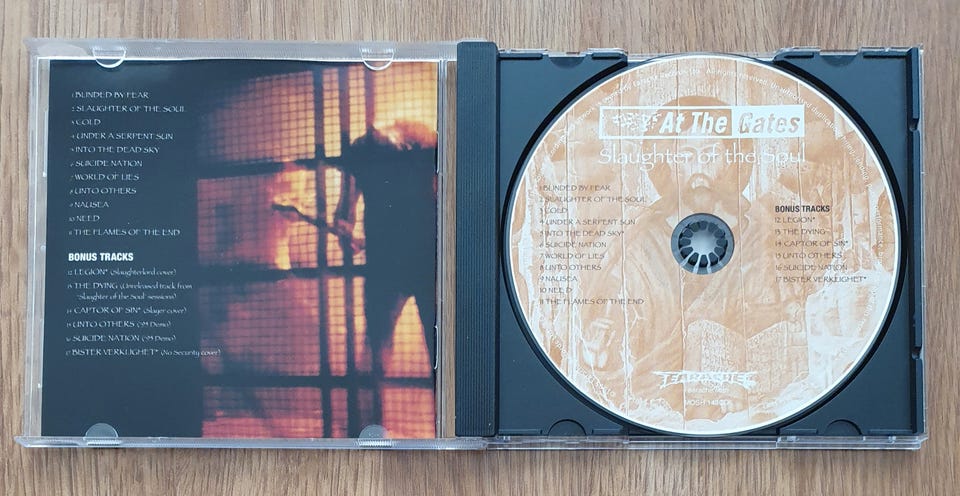 1 BLINDED BY FEAR
2 SLAUGHTER OF THE SOUL
3 COLD
4 UNDER A SERPENT SUN
5 INTO THE DEAD SKY
6 SUICIDE NATION
7 WORLD OF LIES
8 UNTO OTHERS
9 NAUSEA
10 NEED
11 THE FLAMES OF THE END
BONUS TRACKS
12 LEGION* (Slaughterlord cover)
13 THE DYING (Unreleased track from
'Slaughter of the Soul' sessions)
14 CAPTOR OF SIN* (Slayer cover)
15 UNTO OTHERS ('94 Demo)
16 SUICIDE NATION ('94 Demo)
17 BISTER VERKLIGHET* (No Security cover)
At The Gates
Slaughter of the Soul
1 BLINDED BY FEAR
2 SLAUGHTER OF THE SOUL
3 COLD
4 UNDER A SERPENT SUN
5 INTO THE DEAD SKY*
6 SUICIDE NATION
7 WORLD OF LIES
8 UNTO OTHERS
9 NAUSEA
10 NEED
11 THE FLAMES OF THE END
BONUS TRACKS
12 LEGION*
13 THE DYING
14 CAPTOR OF SIN*
15 UNTO OTHERS
16 SUICIDE NATION
17 BISTER VERKLIGHET*
EARACHE
All rights reserved. Unauthorized duplication